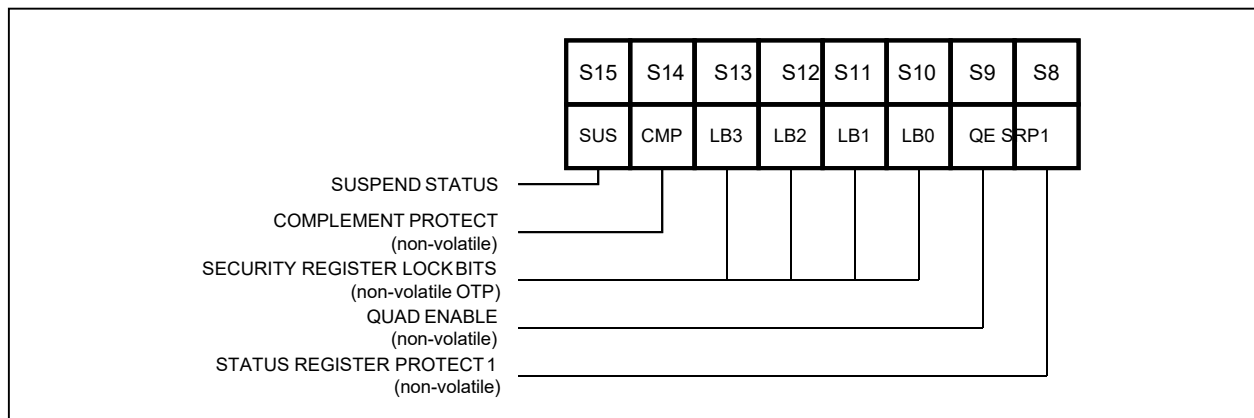 S15 S14 S13 S12 S11 S10 S9 S8
SUS CMP LB3 LB2 LB1 LB0 QE SRP1
SUSPEND STATUS
COMPLEMENT PROTECT
(non-volatile)
SECURITY REGISTER LOCK BITS
(non-volatile OTP)
QUAD ENABLE
(non-volatile)
STATUS REGISTER PROTECT 1
(non-volatile)